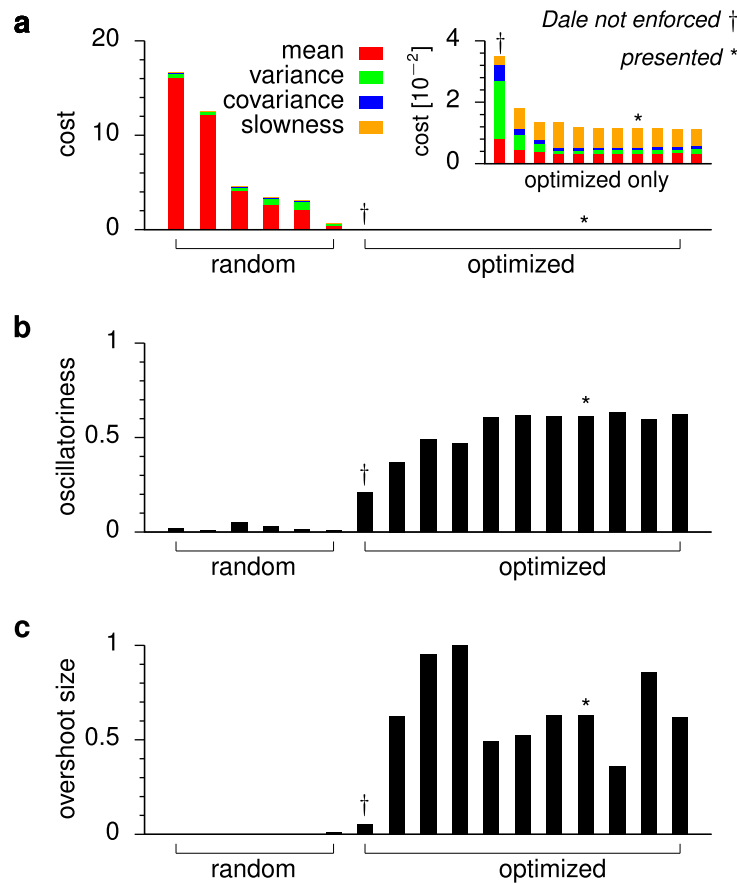 a
Dale not enforced †
presented *
20
10
0
cost
mean
variance
covariance
slowness
4
2
0
cost [10−2]
†
*
optimized only
†
*
random
optimized
b
1
0.5
0
oscillatoriness
†
*
random
optimized
c
1
0.5
0
overshoot size
†
*
random
optimized